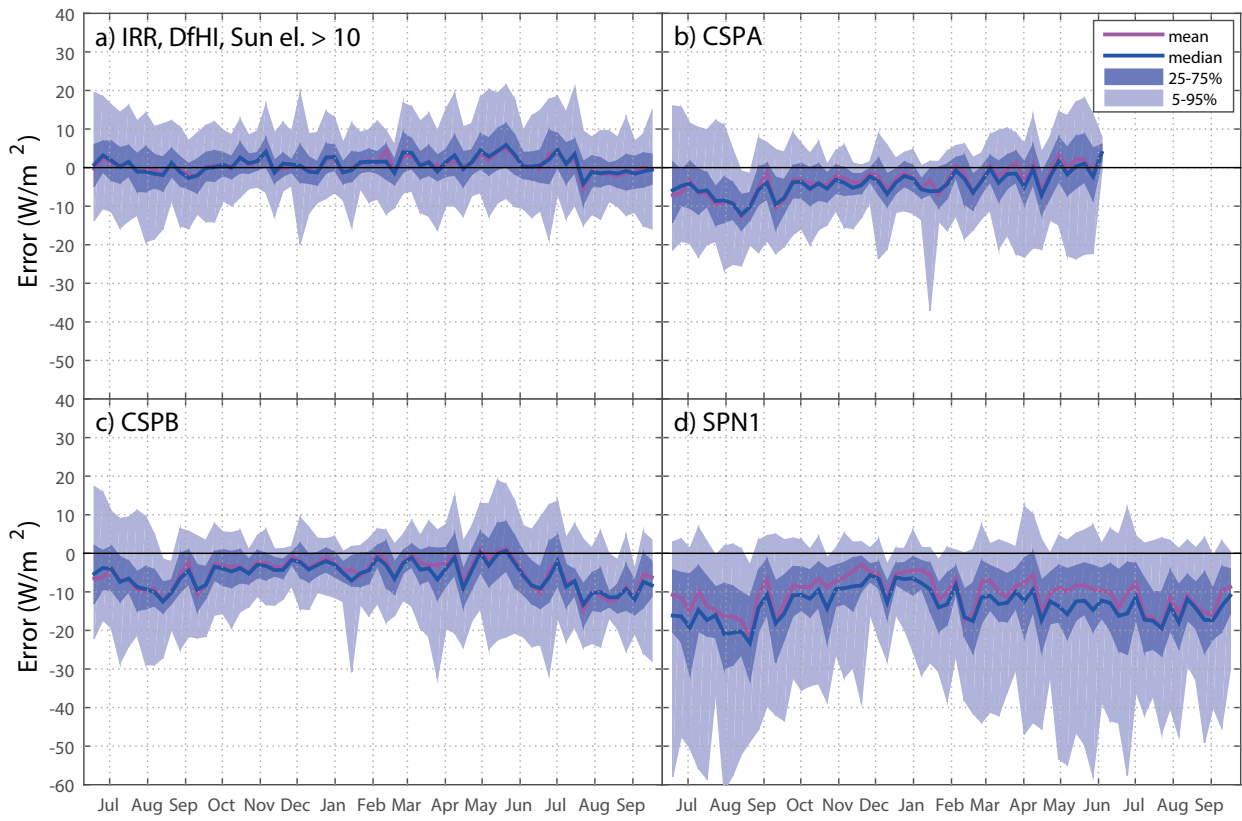 a) IRR, DfHI, Sun el. > 10
b) CSPA
mean
median
25-75%
5-95%
40
30
20
10
0
-10
-20
-30
-40
-50
Error (W/m 2)
c) CSPB
d) SPN1
40
30
20
10
0
-10
-20
-30
-40
-50
-60
Error (W/m 2)
Jul Aug Sep Oct Nov Dec Jan Feb Mar Apr May Jun Jul Aug Sep
Jul Aug Sep Oct Nov Dec Jan Feb Mar Apr May Jun Jul Aug Sep